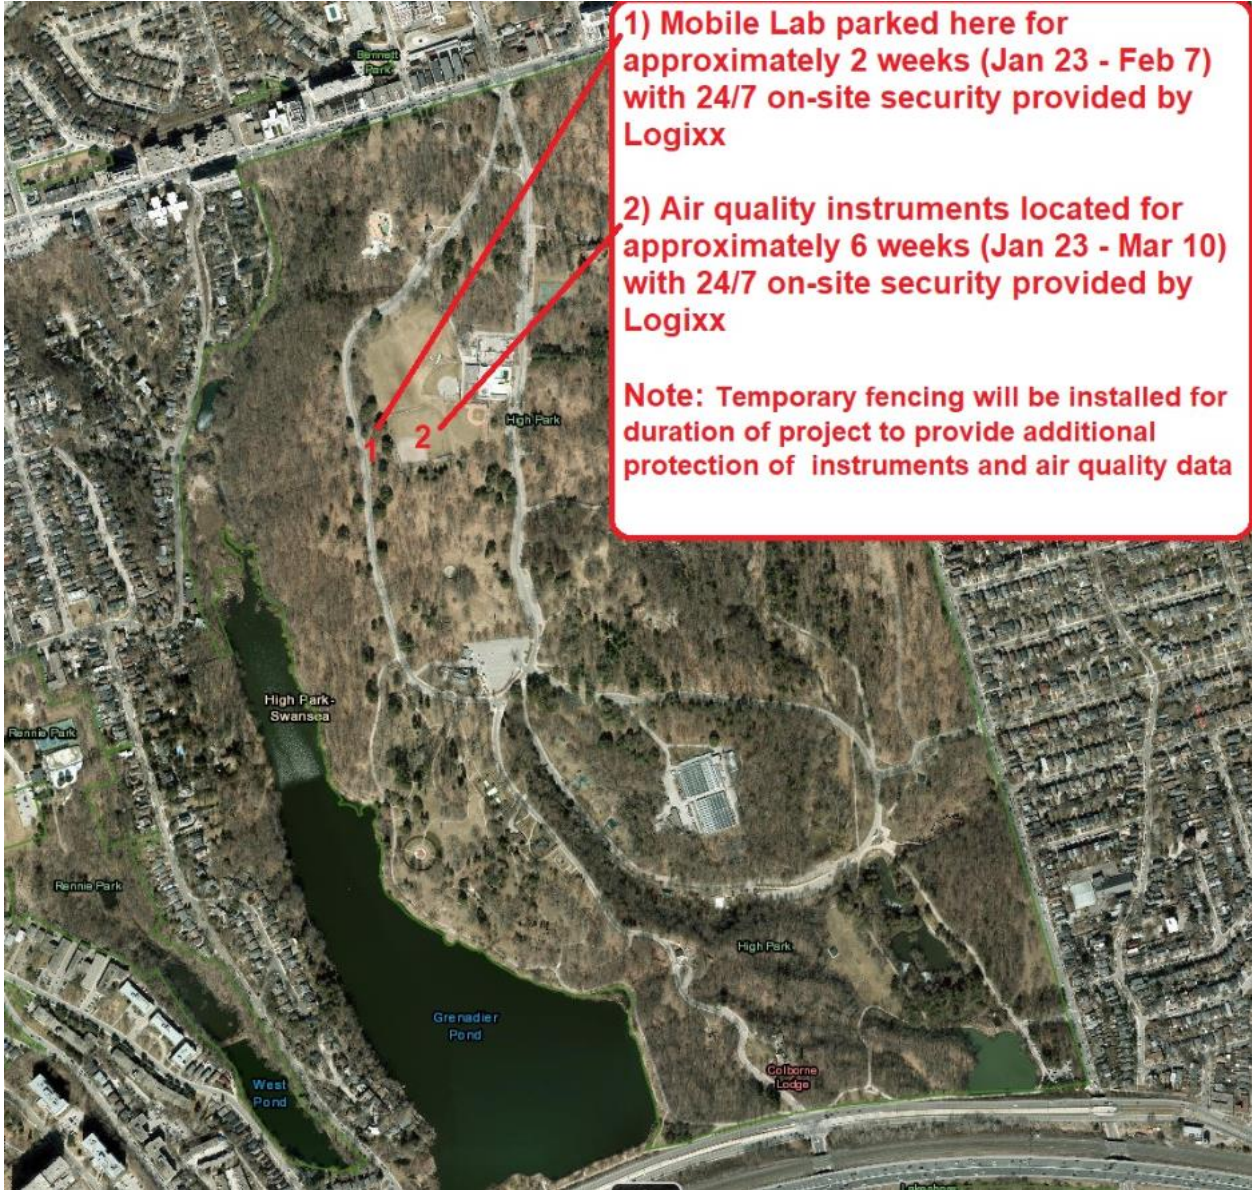 1) Mobile Lab parked here for
approximately 2 weeks (Jan 23 - Feb 7)
with 24/7 on-site security provided by
Logixx
2) Air quality instruments located for
approximately 6 weeks (Jan 23 - Mar 10)
with 24/7 on-site security provided by
Logixx
Note: Temporary fencing will be installed for
duration of project to provide additional
protection of instruments and air quality data
Bennett
Park
High Park
1
2
High Park-
Swansea
Rennie Park
Rennie Park
High Park
Grenadier
Pond
West
Pond
Colborne
Lodge